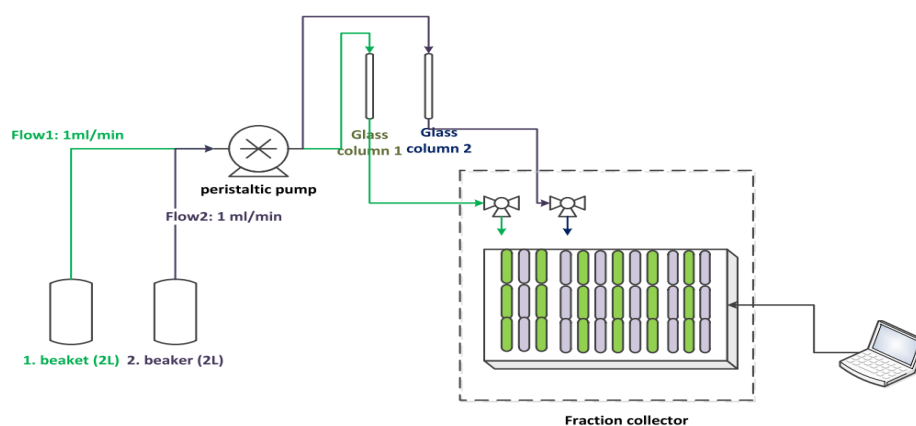 Flow1: 1ml/min
peristaltic pump
Flow2: 1 ml/min
Glass
column 1
Glass
column 2
1. beaket (2L)
2. beaker (2L)
Fraction collector